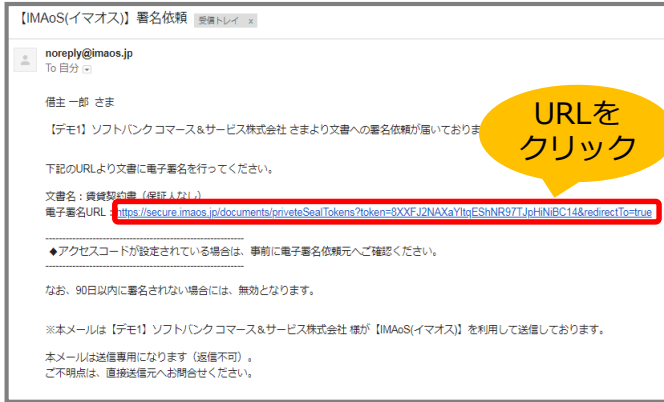 【IMAoS(イマオス)】署名依頼 受信トレイ x
noreply@imaos.jp
To 自分
借主 一郎 さま
【デモ1】ソフトバンク コマース＆サービス株式会社 さまより文書への署名依頼が届いておりま
URLを
クリック
下記のURLより文書に電子署名を行ってください。
文書名：賃貸契約書（保証人なし）
電子署名URL：https://secure.imaos.jp/documents/priveteSealTokens?token=8XXFJ2NAXaYItqEShNR97TJpHiNiBC14&redirectTo=true
------------------------------------------------------------
◆アクセスコードが設定されている場合は、事前に電子署名依頼元へご確認ください。
------------------------------------------------------------
なお、90日以内に署名されない場合には、無効となります。
※本メールは【デモ1】ソフトバンク コマース＆サービス株式会社 様が【IMAoS(イマオス)】を利用して送信しております。
本メールは送信専用になります（返信不可）。
ご不明点は、直接送信元へお問合せください。